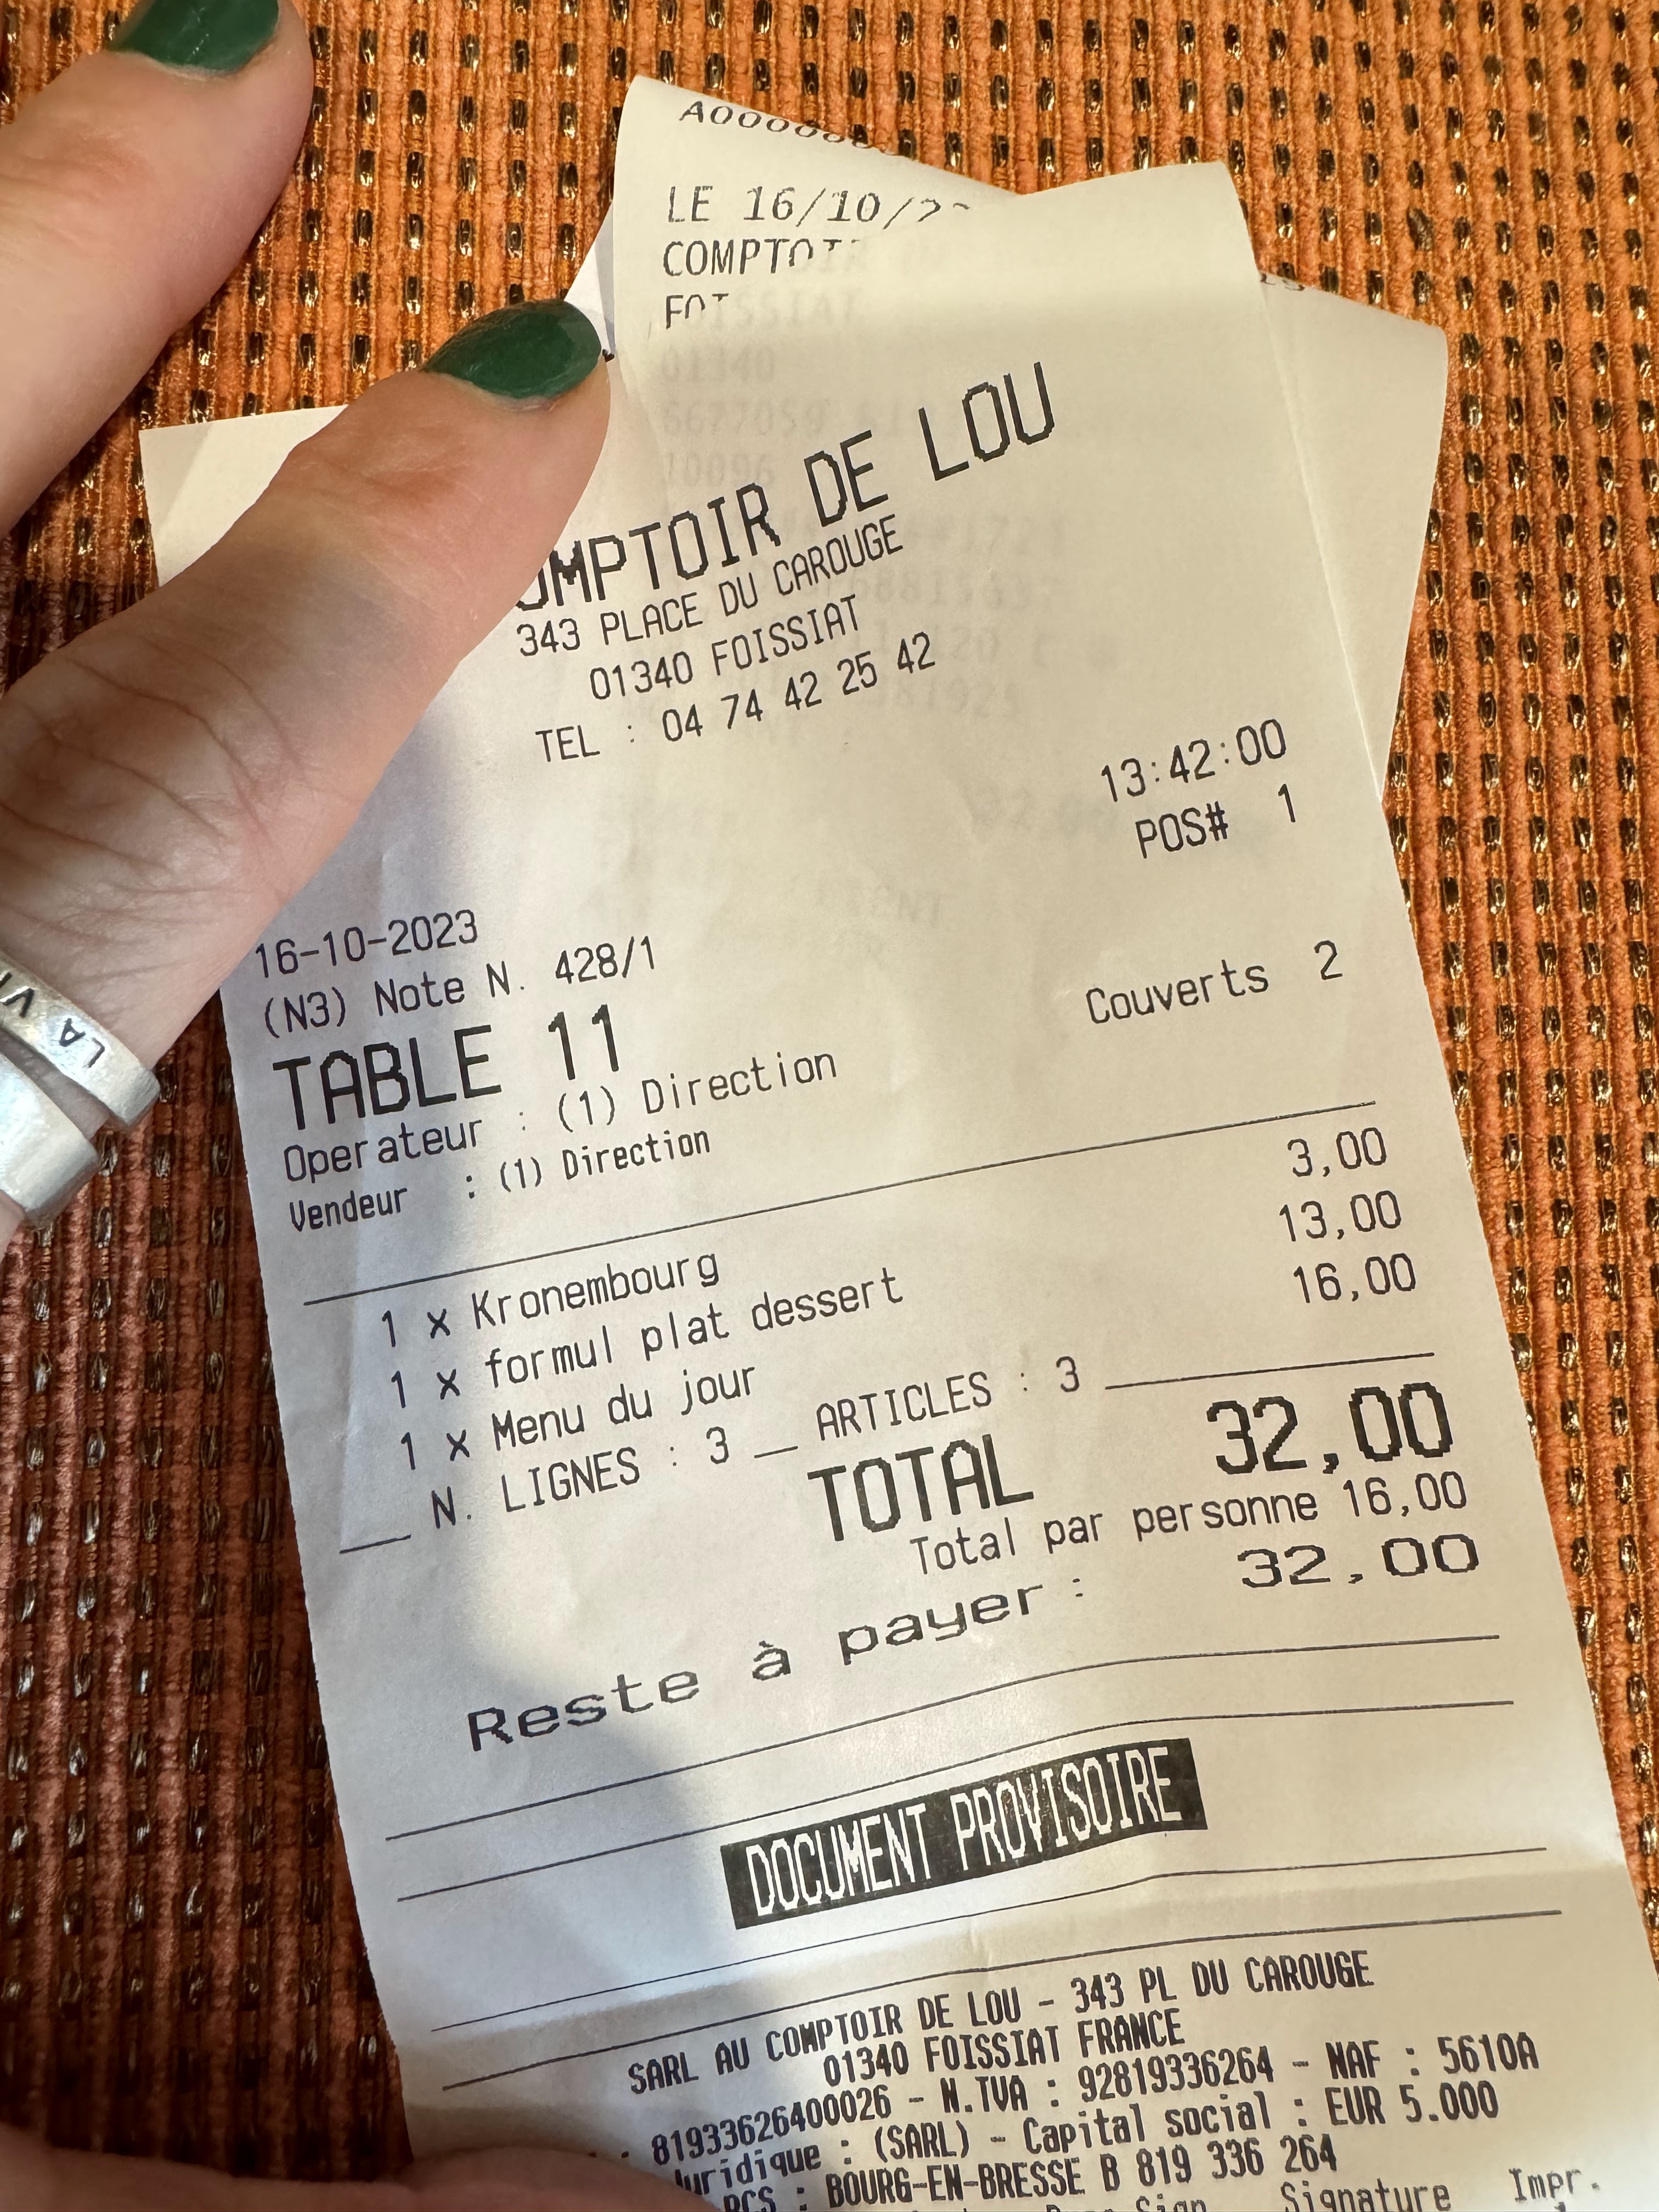 LE 16/10/
343 PLACE DU CAROUGE
DE LOU
01340 FOISSIAT
TEL : 04 74 42 25 42
13:42:00
POS# 1
16-10-2023
(N3) Note N. 428/1
TABLE 11 Couverts 2
Operateur : (1) Direction
Vendeur : (1) Direction
1 x Kronembourg 3,00
1 x formul plat dessert 13,00
1 x Menu du jour 16,00
N. LIGNES : 3 _ ARTICLES : 3
TOTAL 32,00
Total par personne 16,00
Reste à payer : 32,00
DOCUMENT PROVISOIRE
SARL AU COMPTOIR DE LOU - 343 PL DU CAROUGE
01340 FOISSIAT FRANCE
81933626400026 - N.TVA : 92819336264 - NAF : 5610A
juridique : (SARL) - Capital social : EUR 5.000
RCS : BOURG-EN-BRESSE B 819 336 264
Signature Impr.
LA VI